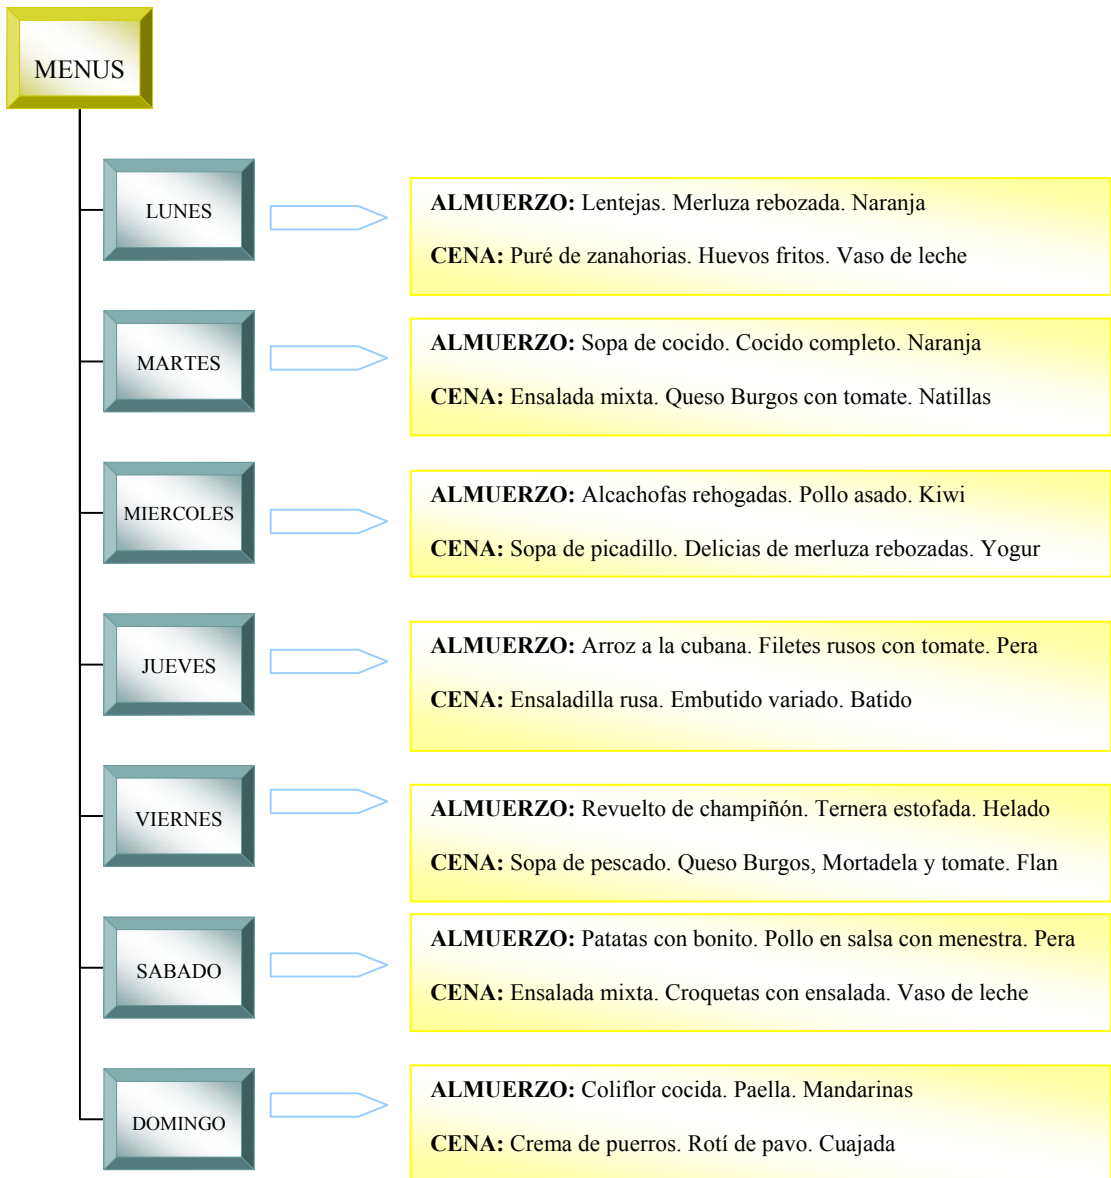 MENUS
LUNES
ALMUERZO: Lentejas. Merluza rebozada. Naranja
CENA: Puré de zanahorias. Huevos fritos. Vaso de leche
MARTES
ALMUERZO: Sopa de cocido. Cocido completo. Naranja
CENA: Ensalada mixta. Queso Burgos con tomate. Natillas
MIERCOLES
ALMUERZO: Alcachofas rehogadas. Pollo asado. Kiwi
CENA: Sopa de picadillo. Delicias de merluza rebozadas. Yogur
JUEVES
ALMUERZO: Arroz a la cubana. Filetes rusos con tomate. Pera
CENA: Ensaladilla rusa. Embutido variado. Batido
VIERNES
ALMUERZO: Revuelto de champiñón. Ternera estofada. Helado
CENA: Sopa de pescado. Queso Burgos, Mortadela y tomate. Flan
SABADO
ALMUERZO: Patatas con bonito. Pollo en salsa con menestra. Pera
CENA: Ensalada mixta. Croquetas con ensalada. Vaso de leche
DOMINGO
ALMUERZO: Coliflor cocida. Paella. Mandarinas
CENA: Crema de puerros. Rotí de pavo. Cuajada